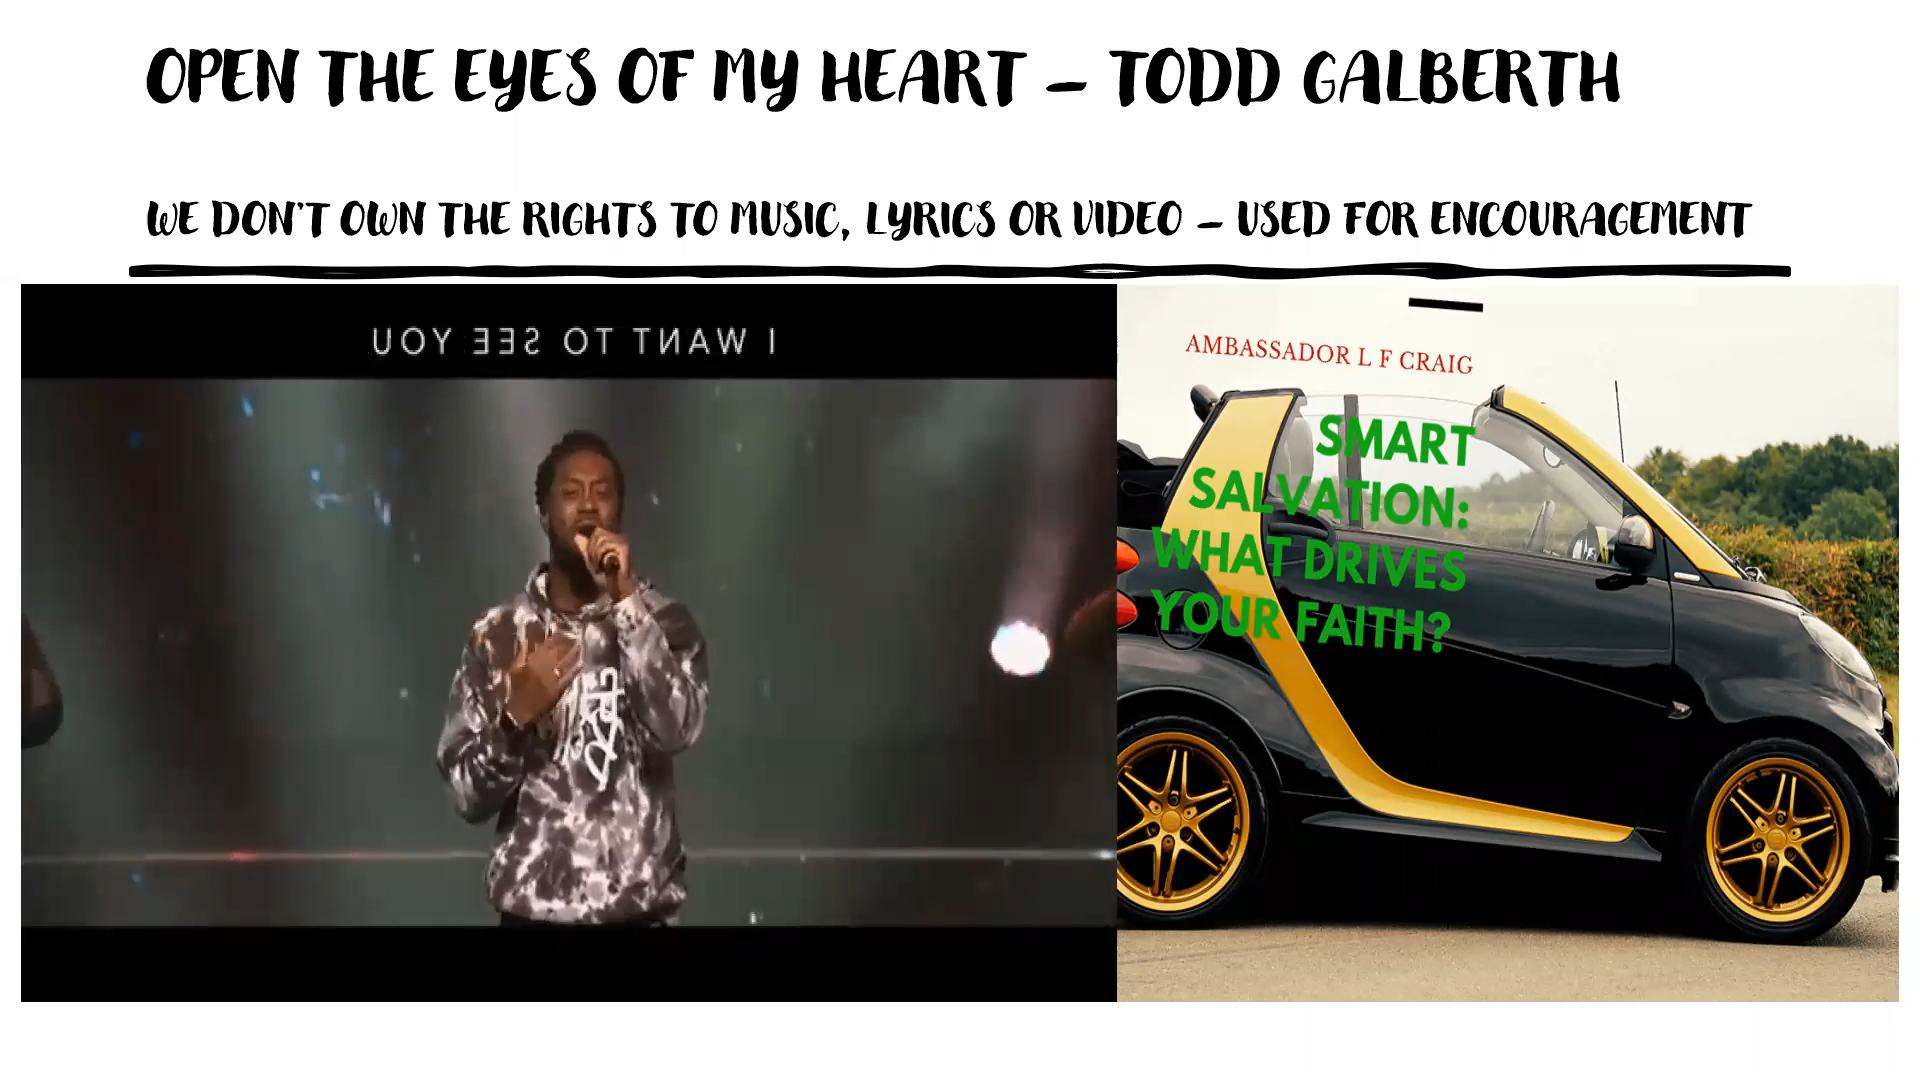 OPEN THE EYES OF MY HEART – TODD GALBERTH
WE DON'T OWN THE RIGHTS TO MUSIC, LYRICS OR VIDEO – USED FOR ENCOURAGEMENT
I WANT TO SEE YOU
AMBASSADOR L F CRAIG
SMART
SALVATION:
WHAT DRIVES
YOUR FAITH?